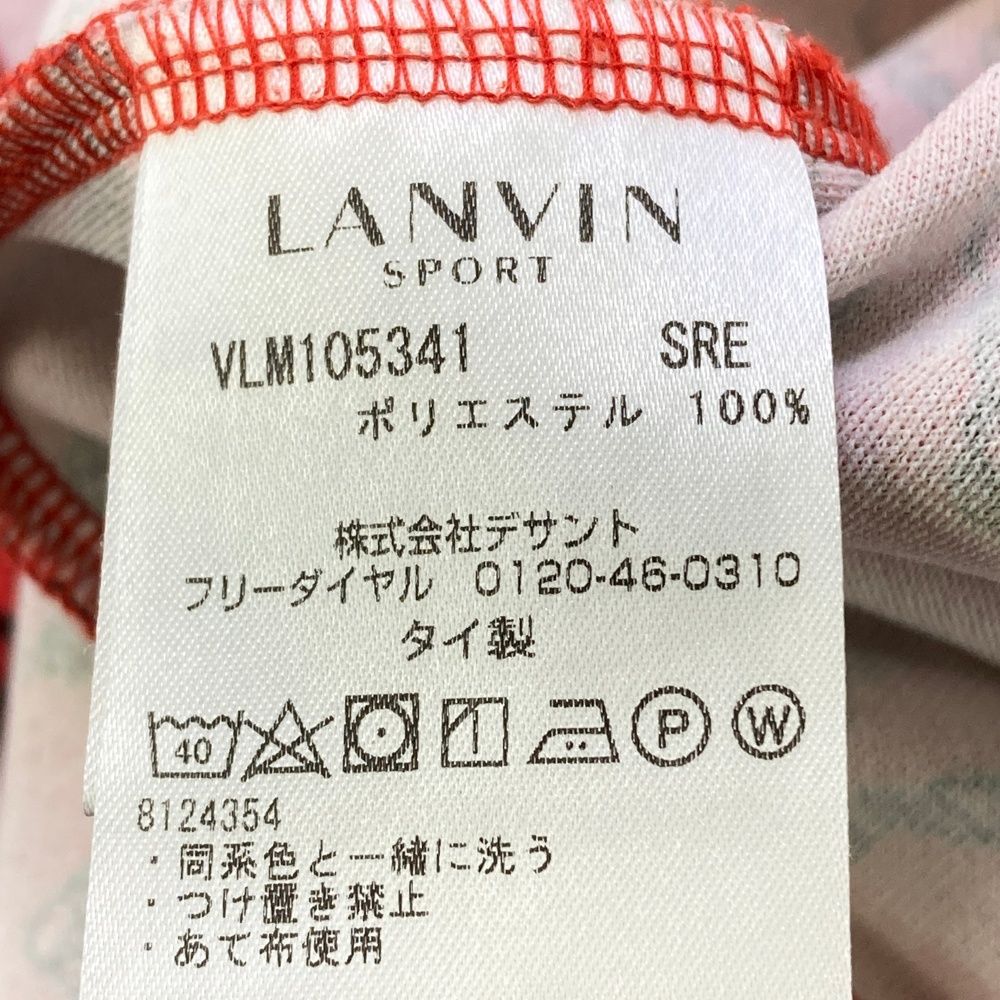 LANVIN
SPORT
VLM105341 SRE
ポリエステル 100%
株式会社デサント
フリーダイヤル 0120-46-0310
タイ製
40 P W
8124354
・同系色と一緒に洗う
・つけ置き禁止
・あて布使用